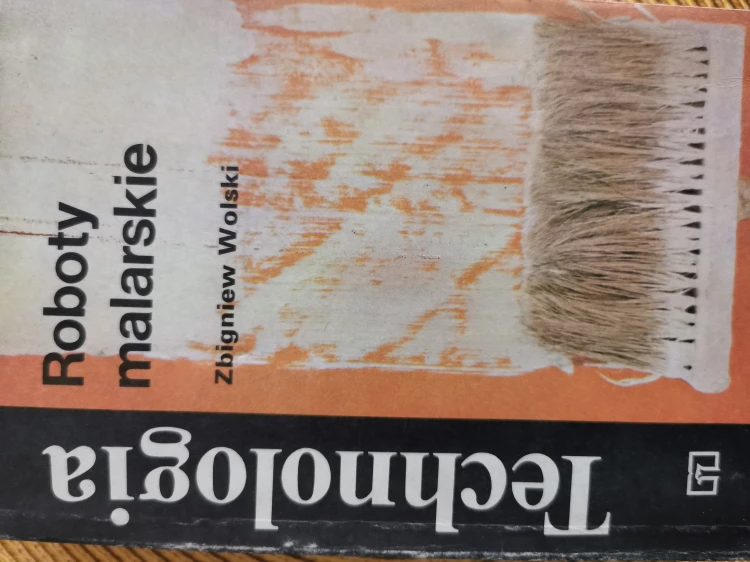 Roboty
malarskie
Zbigniew Wolski
Technologia